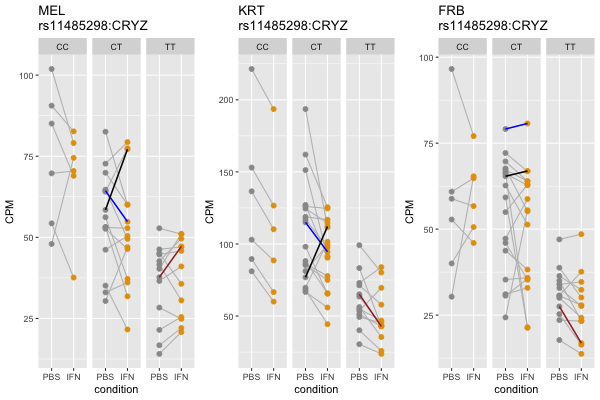 MEL
rs11485298:CRYZ
CC CT TT
CPM
100
75
50
25
PBS IFN PBS IFN PBS IFN
condition
KRT
rs11485298:CRYZ
CC CT TT
CPM
200
150
100
50
PBS IFN PBS IFN PBS IFN
condition
FRB
rs11485298:CRYZ
CC CT TT
CPM
100
75
50
25
PBS IFN PBS IFN PBS IFN
condition